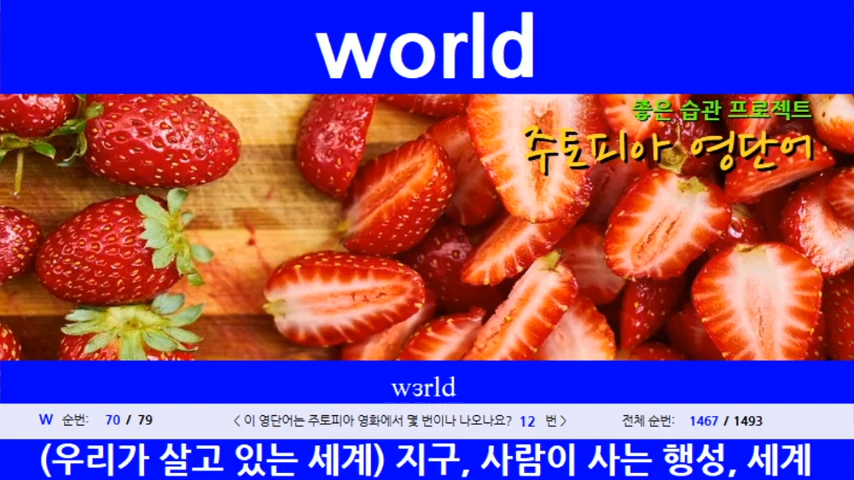 world
좋은 습관 프로젝트
주토피아 영단어
wɜrld
W 순번: 70 / 79 < 이 영단어는 주토피아 영화에서 몇 번이나 나오나요? 12 번 > 전체 순번: 1467 / 1493
(우리가 살고 있는 세계) 지구, 사람이 사는 행성, 세계